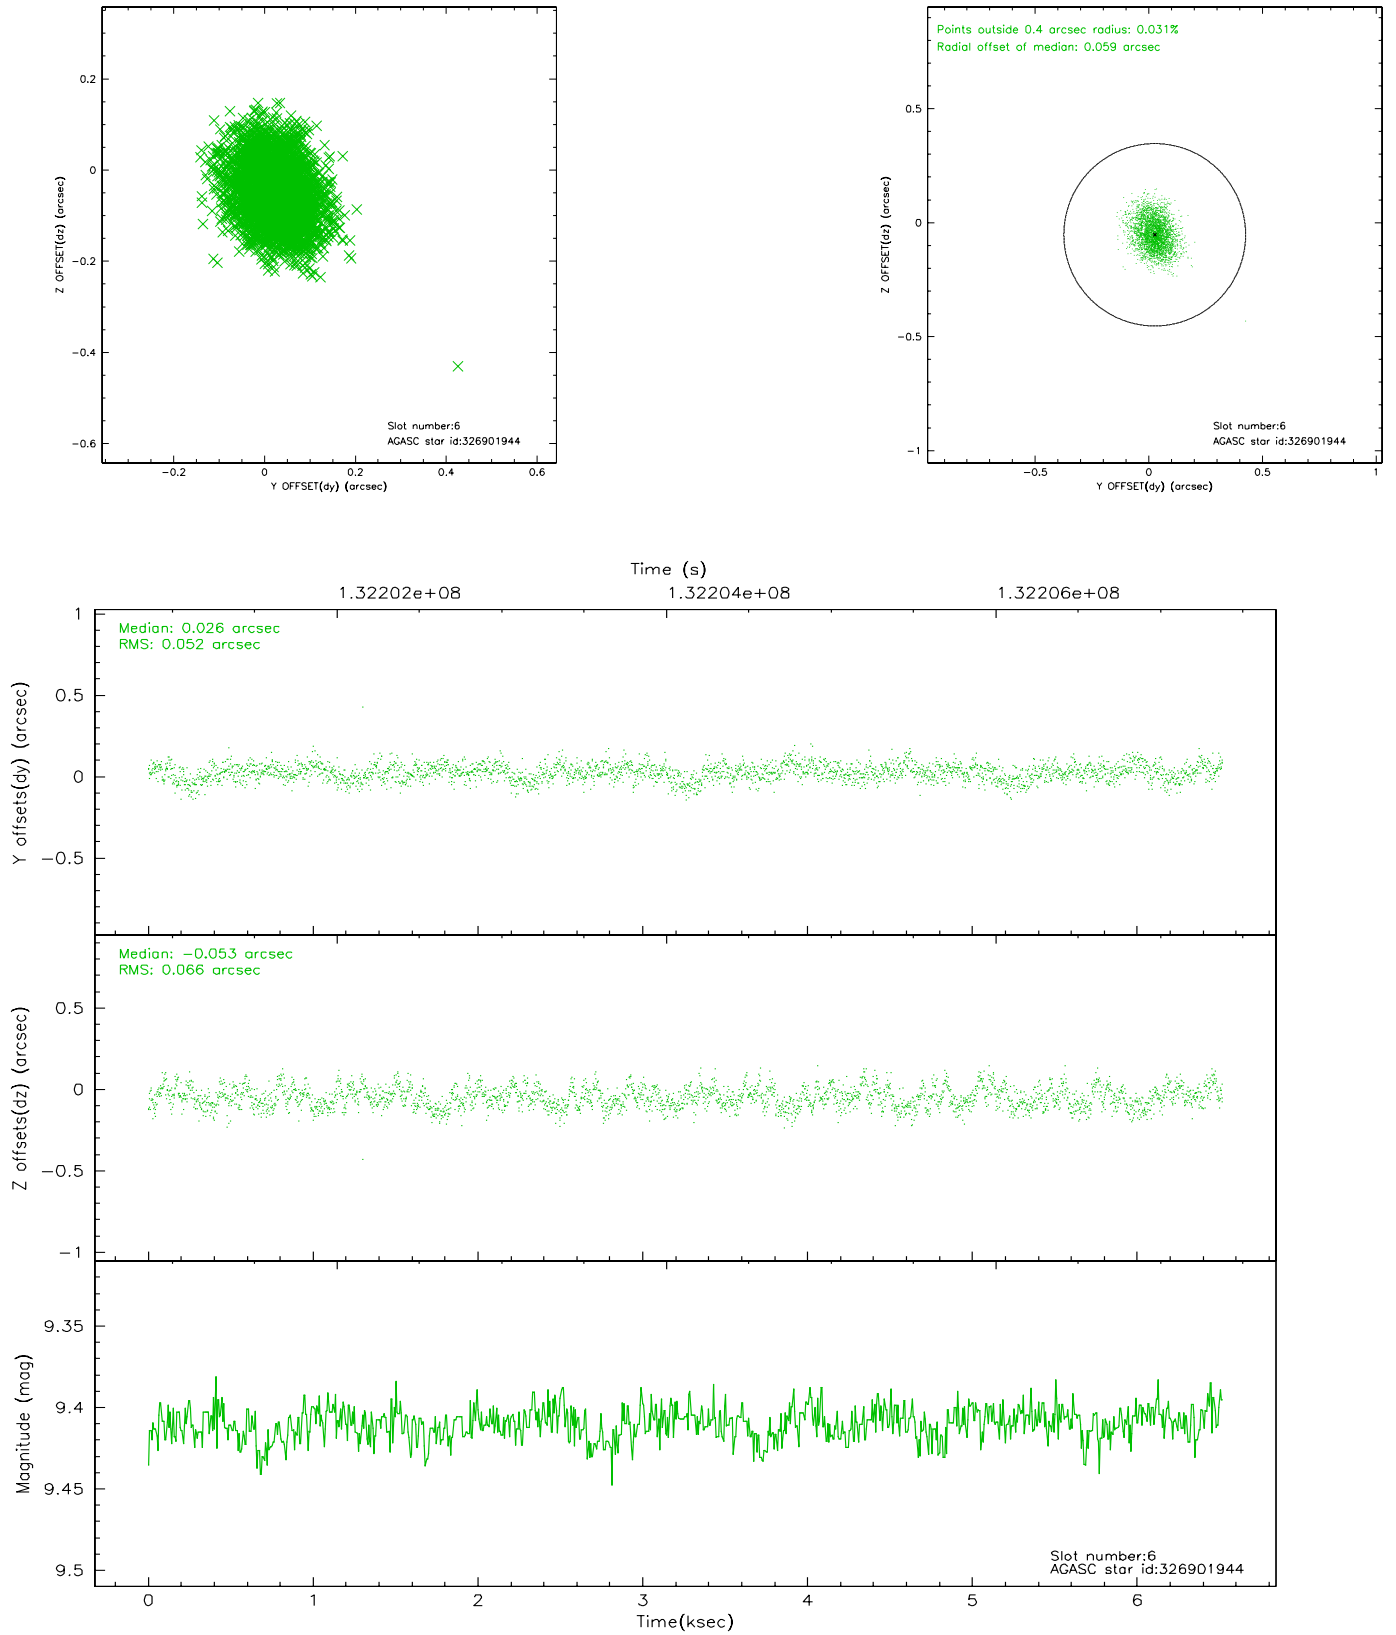 0.2
0
−0.2
−0.4
−0.6
Z OFFSET(dz) (arcsec)
Slot number:6
AGASC star id:326901944
−0.2 0 0.2 0.4 0.6
Y OFFSET(dy) (arcsec)
Points outside 0.4 arcsec radius: 0.031%
Radial offset of median: 0.059 arcsec
0.5
0
−0.5
−1
Z OFFSET(dz) (arcsec)
Slot number:6
AGASC star id:326901944
−0.5 0 0.5 1
Y OFFSET(dy) (arcsec)
Time (s)
1.32202e+08 1.32204e+08 1.32206e+08
Median: 0.026 arcsec
RMS: 0.052 arcsec
1
0.5
0
−0.5
Y offsets(dy) (arcsec)
Median: −0.053 arcsec
RMS: 0.066 arcsec
0.5
0
−0.5
−1
Z offsets(dz) (arcsec)
9.35
9.4
9.45
9.5
Magnitude (mag)
Slot number:6
AGASC star id:326901944
0 1 2 3 4 5 6
Time(ksec)